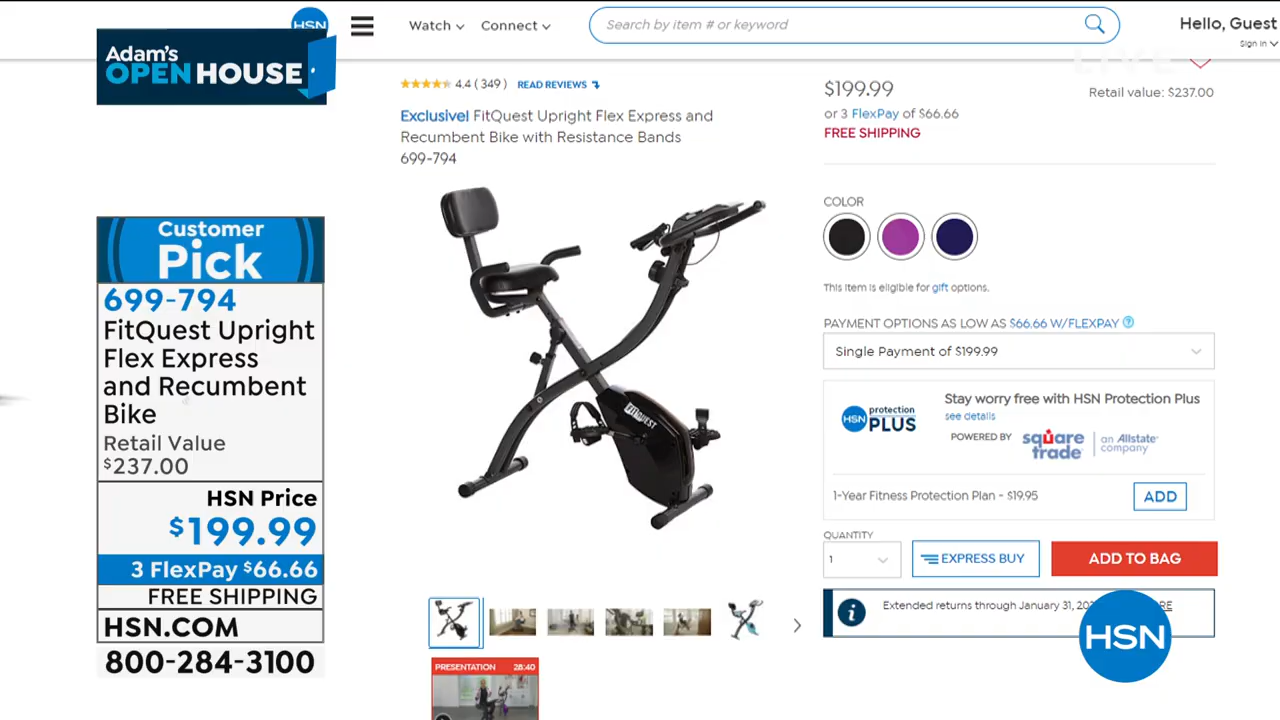 HSN
Watch
Connect
Search by item # or keyword
Hello, Guest
Sign in
Adam's
OPEN HOUSE
LIVE
4.4 (349)
READ REVIEWS
Exclusive! FitQuest Upright Flex Express and
Recumbent Bike with Resistance Bands
699-794
$199.99
Retail value: $237.00
or 3 FlexPay of $66.66
FREE SHIPPING
COLOR
This item is eligible for gift options.
PAYMENT OPTIONS AS LOW AS $66.66 W/FLEXPAY ?
Single Payment of $199.99
HSN protection PLUS
Stay worry free with HSN Protection Plus
see details
POWERED BY
square trade
an Allstate company
1-Year Fitness Protection Plan - $19.95
ADD
QUANTITY
1
EXPRESS BUY
ADD TO BAG
i
Extended returns through January 31,
HSN
Customer
Pick
699-794
FitQuest Upright
Flex Express
and Recumbent
Bike
Retail Value
$237.00
HSN Price
$199.99
3 FlexPay $66.66
FREE SHIPPING
HSN.COM
800-284-3100
FITQUEST
PRESENTATION 28:40